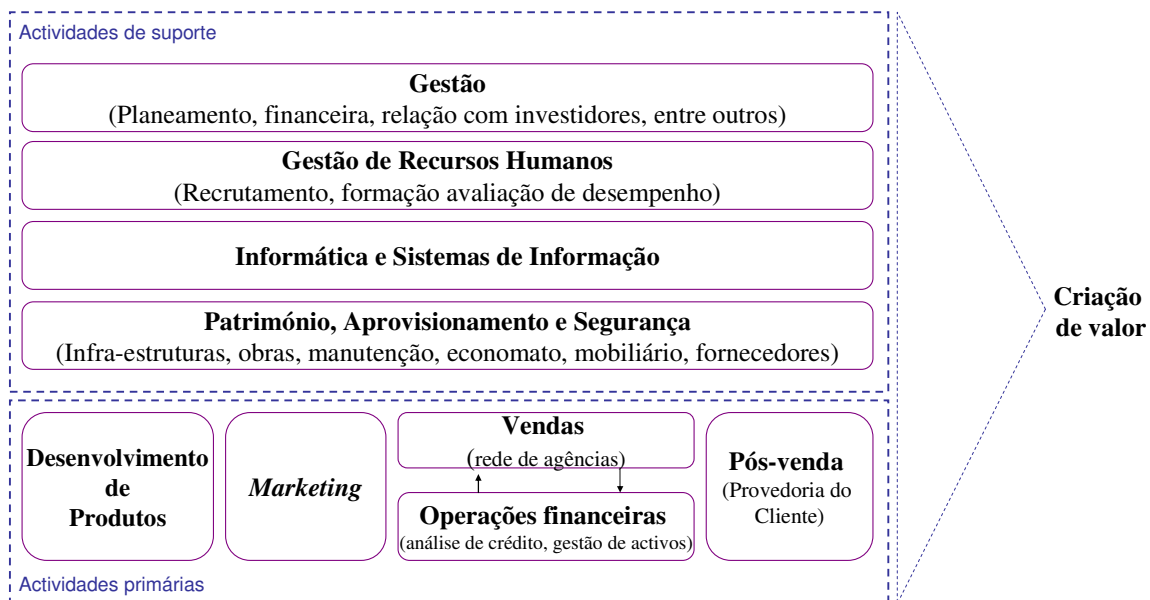 Actividades de suporte
Gestão
(Planeamento, financeira, relação com investidores, entre outros)
Gestão de Recursos Humanos
(Recrutamento, formação avaliação de desempenho)
Informática e Sistemas de Informação
Património, Aprovisionamento e Segurança
(Infra-estruturas, obras, manutenção, economato, mobiliário, fornecedores)
Criação
de valor
Desenvolvimento
de
Produtos
Marketing
Vendas
(rede de agências)
Operações financeiras
(análise de crédito, gestão de activos)
Pós-venda
(Provedoria do
Cliente)
Actividades primárias